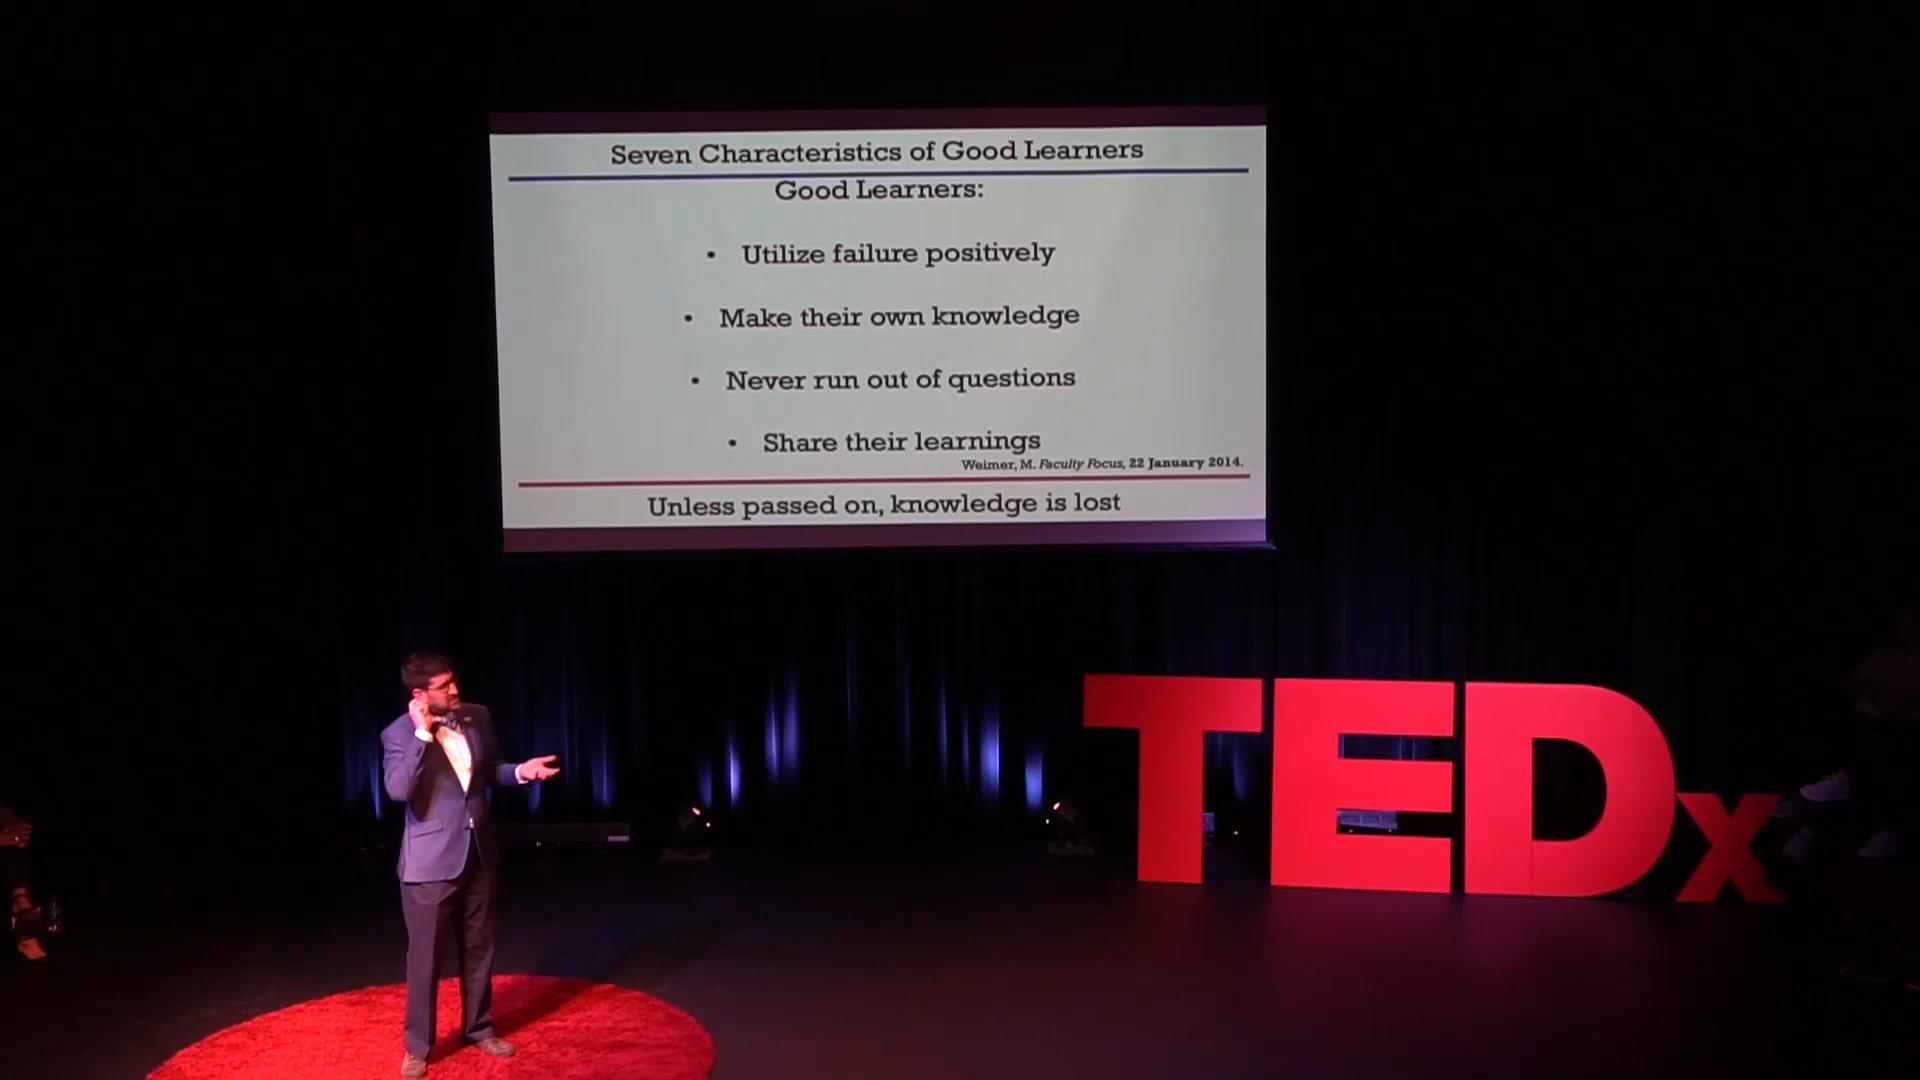 Seven Characteristics of Good Learners
Good Learners:
• Utilize failure positively
• Make their own knowledge
• Never run out of questions
• Share their learnings
Weimer, M. Faculty Focus, 22 January 2014.
Unless passed on, knowledge is lost
TEDx